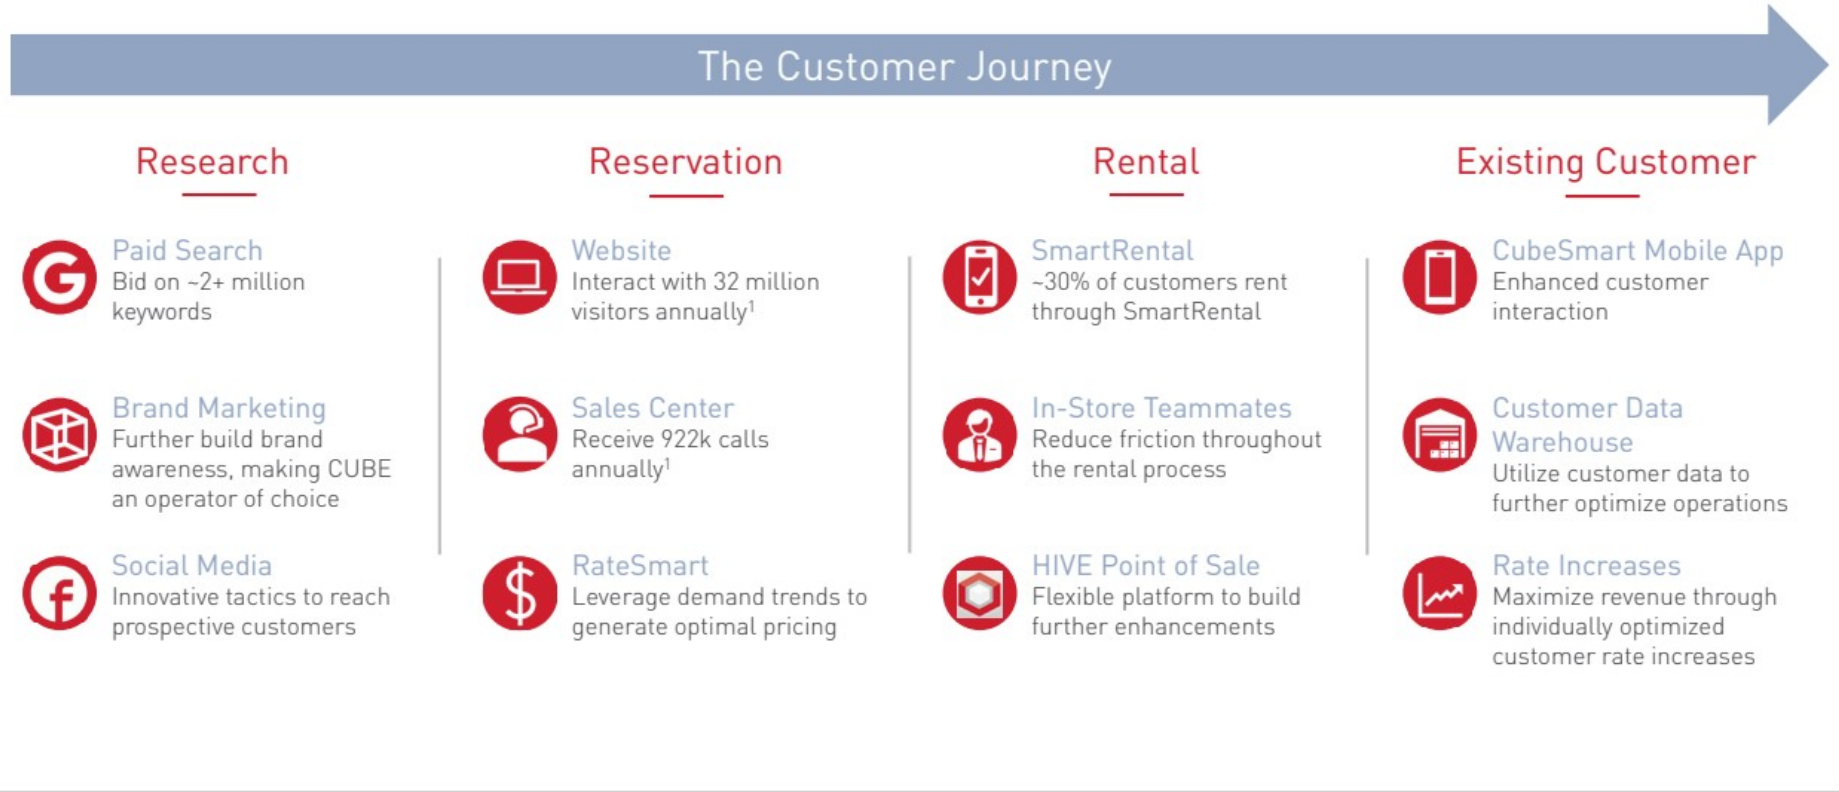 The Customer Journey
Research
Paid Search
Bid on ~2+ million
keywords
Brand Marketing
Further build brand
awareness, making CUBE
an operator of choice
Social Media
Innovative tactics to reach
prospective customers
Reservation
Website
Interact with 32 million
visitors annually¹
Sales Center
Receive 922k calls
annually¹
RateSmart
Leverage demand trends to
generate optimal pricing
Rental
SmartRental
~30% of customers rent
through SmartRental
In-Store Teammates
Reduce friction throughout
the rental process
HIVE Point of Sale
Flexible platform to build
further enhancements
Existing Customer
CubeSmart Mobile App
Enhanced customer
interaction
Customer Data
Warehouse
Utilize customer data to
further optimize operations
Rate Increases
Maximize revenue through
individually optimized
customer rate increases